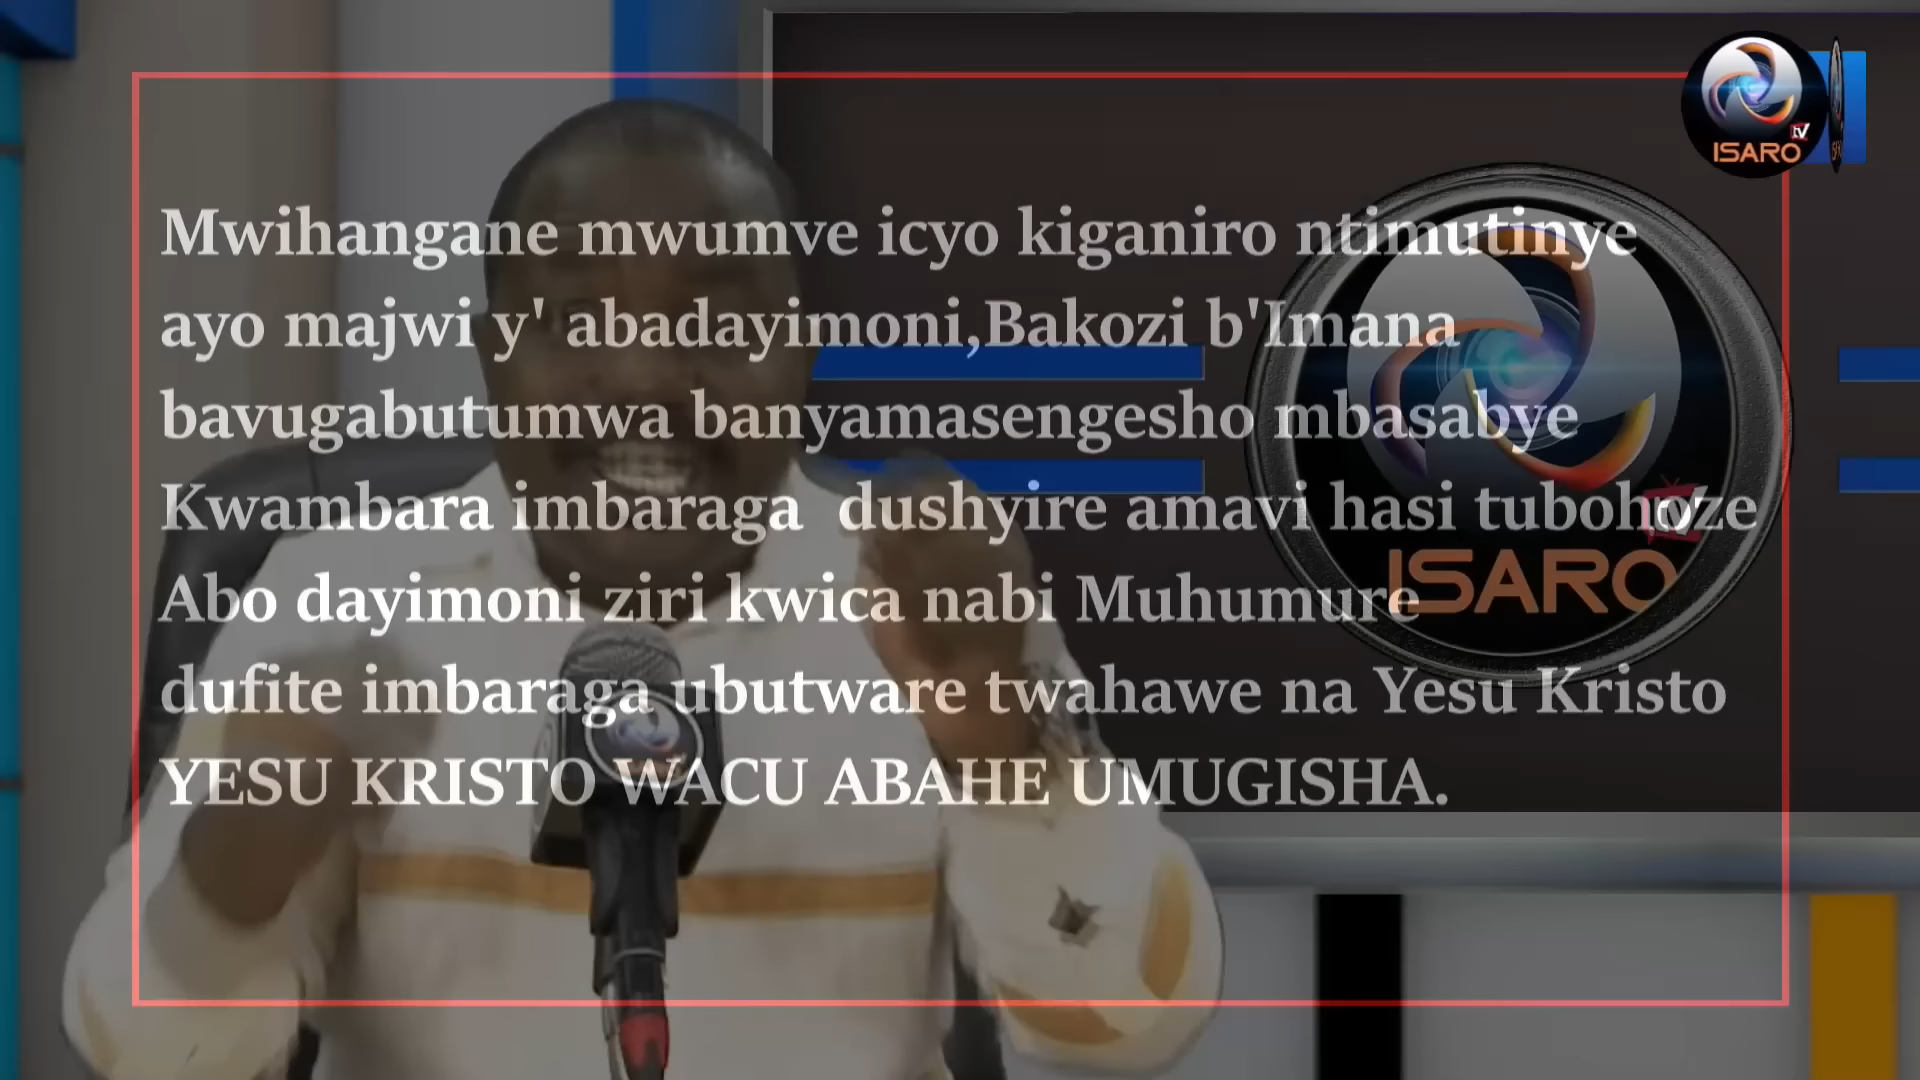 Mwihangane mwumve icyo kiganiro ntimutinye
ayo majwi y' abadayimoni,Bakozi b'Imana
bavugabutumwa banyamasengesho mbasabye
Kwambara imbaraga  dushyire amavi hasi tubohoze
Abo dayimoni ziri kwica nabi Muhumure
dufite imbaraga ubutware twahawe na Yesu Kristo
YESU KRISTO WACU ABAHE UMUGISHA.
tv
ISARO
tv
ISARO